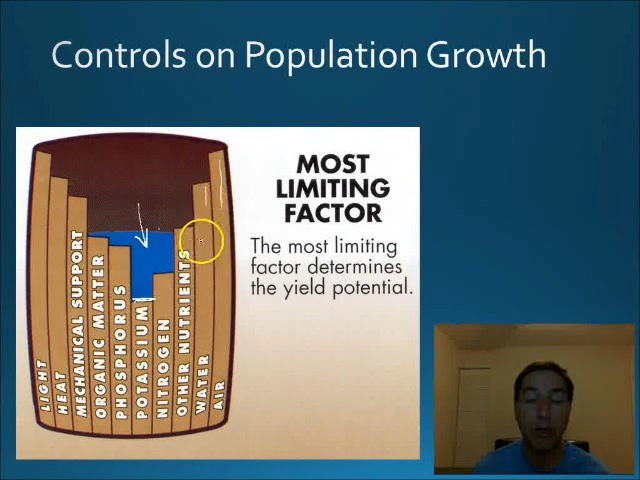 Controls on Population Growth
MOST
LIMITING
FACTOR
The most limiting
factor determines
the yield potential.
LIGHT
HEAT
MECHANICAL SUPPORT
ORGANIC MATTER
PHOSPHORUS
POTASSIUM
NITROGEN
OTHER NUTRIENTS
WATER
AIR